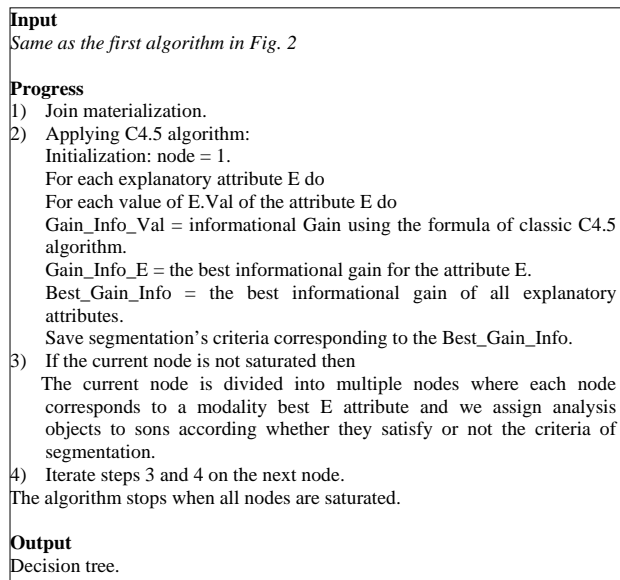 Input
Same as the first algorithm in Fig. 2
Progress
1) Join materialization.
2) Applying C4.5 algorithm:
Initialization: node = 1.
For each explanatory attribute E do
For each value of E.Val of the attribute E do
Gain_Info_Val = informational Gain using the formula of classic C4.5
algorithm.
Gain_Info_E = the best informational gain for the attribute E.
Best_Gain_Info = the best informational gain of all explanatory
attributes.
Save segmentation’s criteria corresponding to the Best_Gain_Info.
3) If the current node is not saturated then
The current node is divided into multiple nodes where each node
corresponds to a modality best E attribute and we assign analysis
objects to sons according whether they satisfy or not the criteria of
segmentation.
4) Iterate steps 3 and 4 on the next node.
The algorithm stops when all nodes are saturated.
Output
Decision tree.